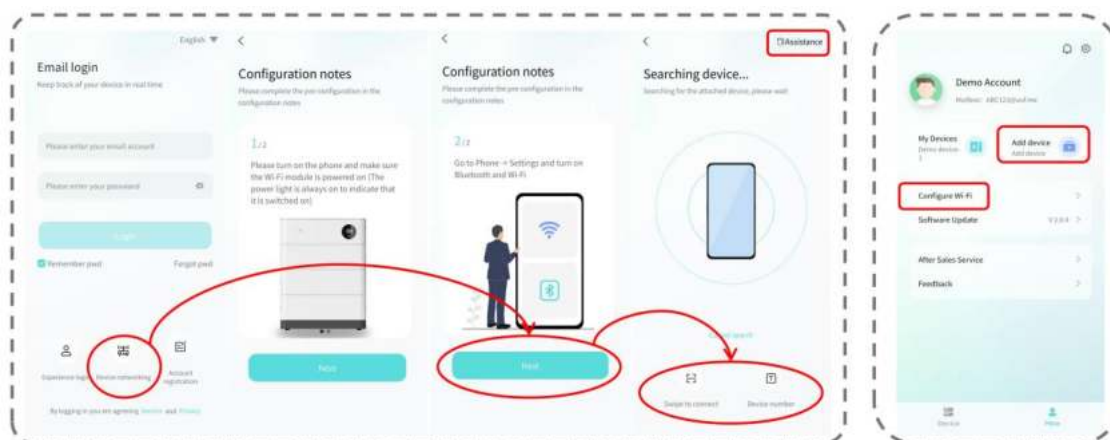 English
Email login
Keep track of your device in real time
Please enter your email account
Please enter your password
Login
Remember pwd
Forgot pwd
Experience login
Device networking
Account registration
By logging in you are agreeing Service and Privacy
Configuration notes
Please complete the pre-configuration in the
configuration notes
1/2
Please turn on the phone and make sure
the Wi-Fi module is powered on (The
power light is always on to indicate that
it is switched on)
Next
Configuration notes
Please complete the pre-configuration in the
configuration notes
2/2
Go to Phone -> Settings and turn on
Bluetooth and Wi-Fi
Next
Assistance
Searching device...
Searching for the attached device, please wait
search
Swipe to connect
Device number
Demo Account
My Devices
Demo device
1
Add device
Add device
Configure Wi-Fi
Software Update
After Sales Service
Feedback
Device
Mine